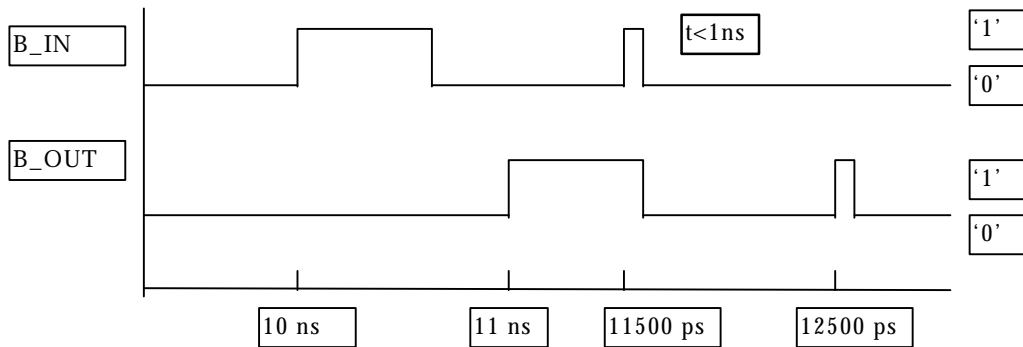 B_IN
t<1ns
‘1’
‘0’
B_OUT
‘1’
‘0’
10 ns
11 ns
11500 ps
12500 ps